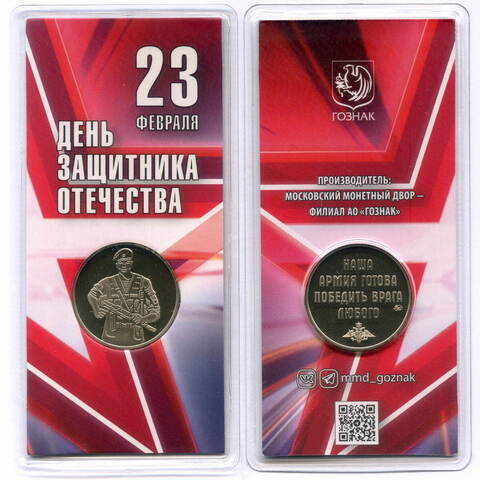 23
ФЕВРАЛЯ
ДЕНЬ
ЗАЩИТНИКА
ОТЕЧЕСТВА
ГОЗНАК
ПРОИЗВОДИТЕЛЬ:
МОСКОВСКИЙ МОНЕТНЫЙ ДВОР –
ФИЛИАЛ АО «ГОЗНАК»
НАША
АРМИЯ ГОТОВА
ПОБЕДИТЬ ВРАГА
ЛЮБОГО
mmd_goznak